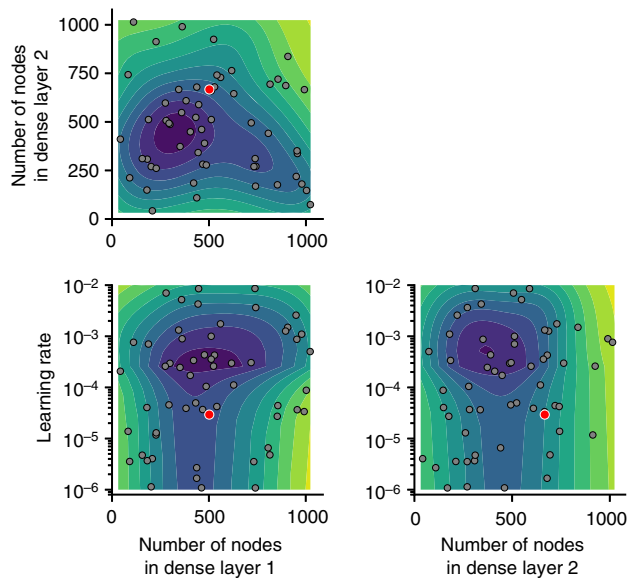 1000
750
500
250
0
Number of nodes
in dense layer 2
0 500 1000
10⁻²
10⁻³
10⁻⁴
10⁻⁵
10⁻⁶
Learning rate
0 500 1000
Number of nodes
in dense layer 1
10⁻²
10⁻³
10⁻⁴
10⁻⁵
10⁻⁶
0 500 1000
Number of nodes
in dense layer 2